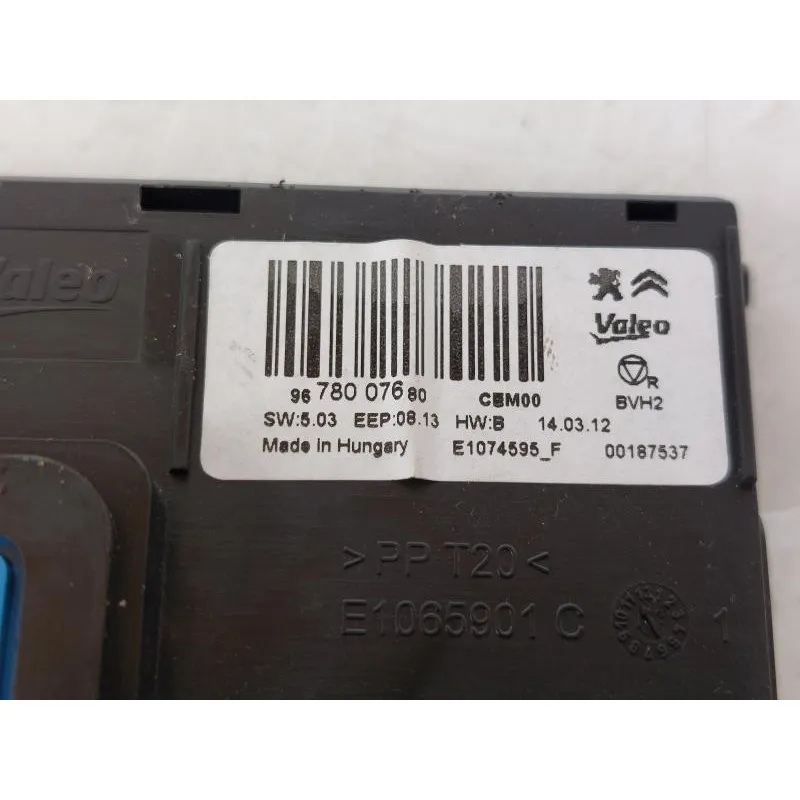 Valeo
Valeo
R
96 780 076 80 CEM00 BVH2
SW:5.03 EEP:08.13 HW:B 14.03.12
Made in Hungary E1074595_F 00187537
>PP T20<
E1065901 C 1